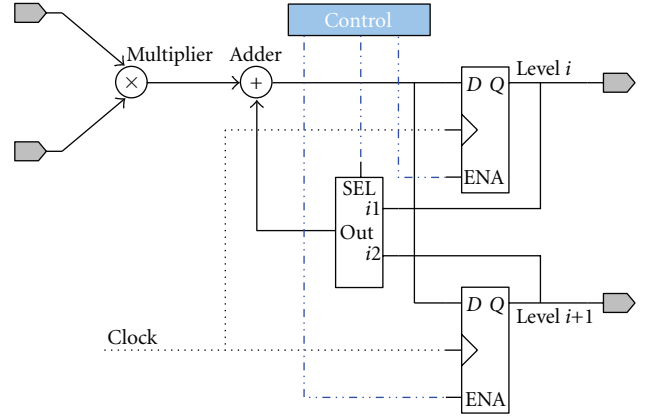 Control
Multiplier
Adder
×
+
D Q
Level i
ENA
SEL
i1
Out
i2
D Q
Level i+1
Clock
ENA